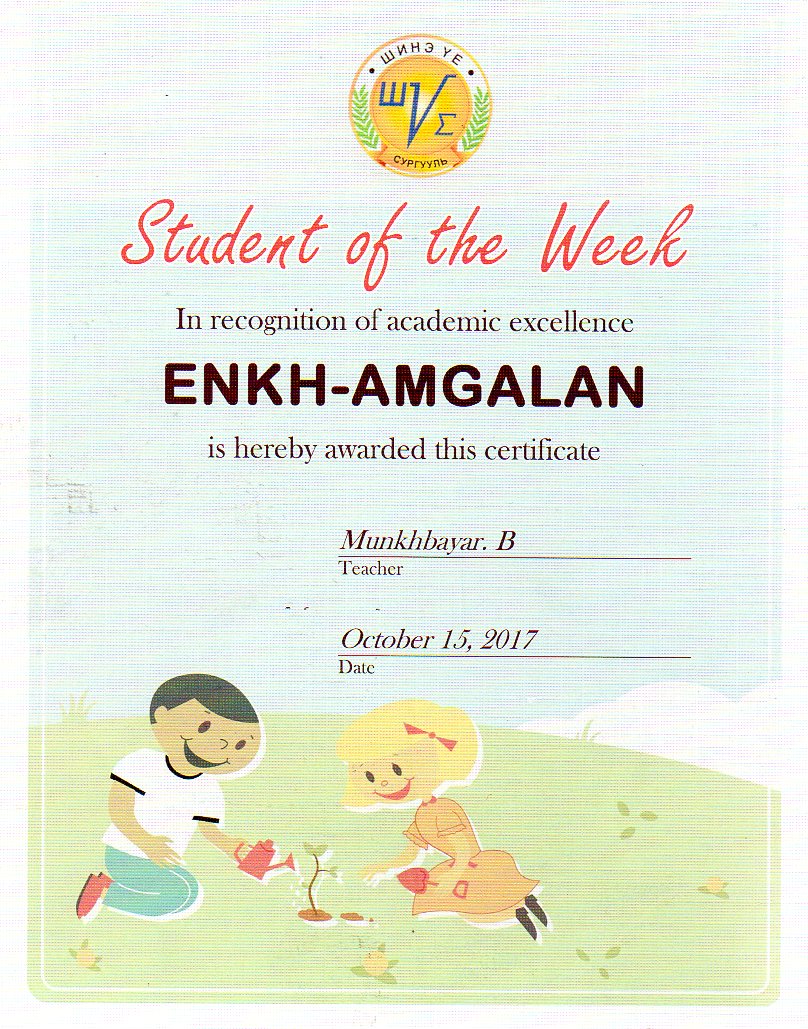 ШИНЭ ҮЕ
ШҮЕ
СУРГУУЛЬ
Student of the Week
In recognition of academic excellence
ENKH-AMGALAN
is hereby awarded this certificate
Munkhbayar. B
Teacher
October 15, 2017
Date